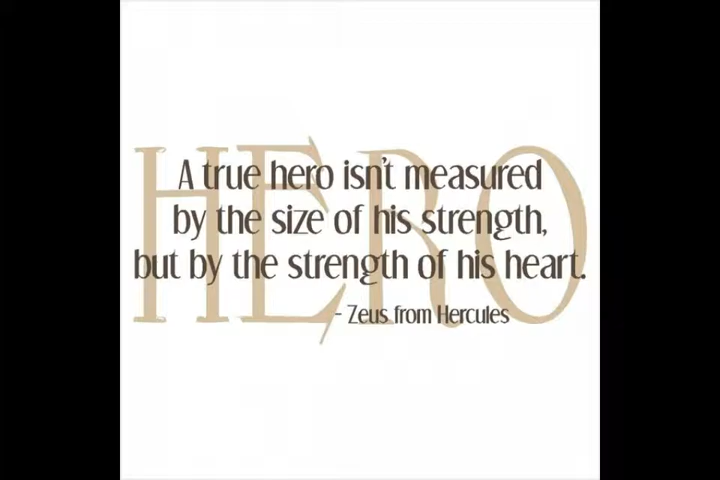 HERO
A true hero isn't measured
by the size of his strength,
but by the strength of his heart.
- Zeus from Hercules